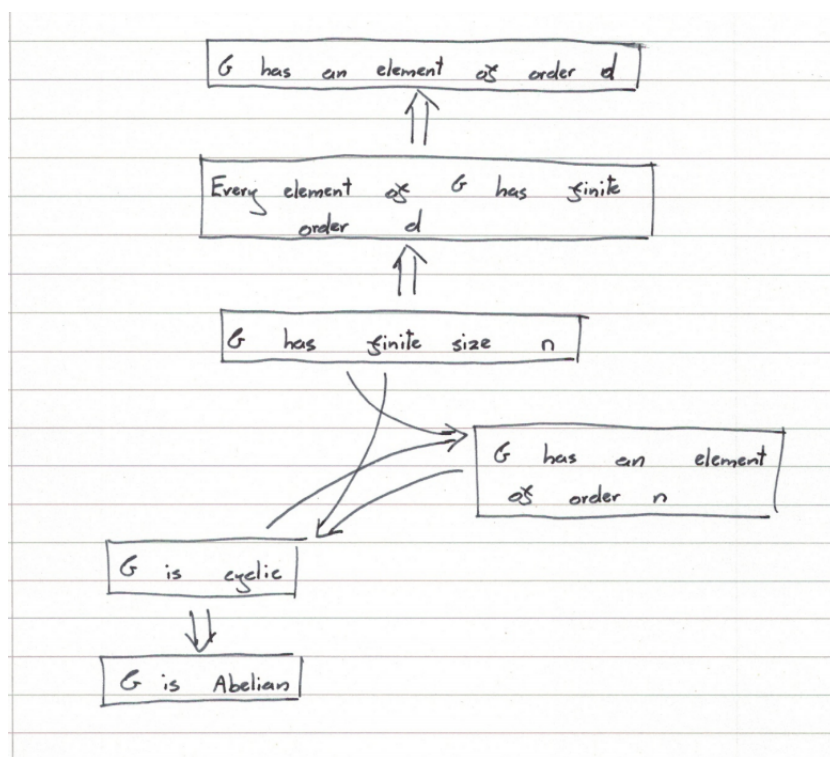 G has an element of order d
Every element of G has finite
order d
G has finite size n
G has an element
of order n
G is cyclic
G is Abelian